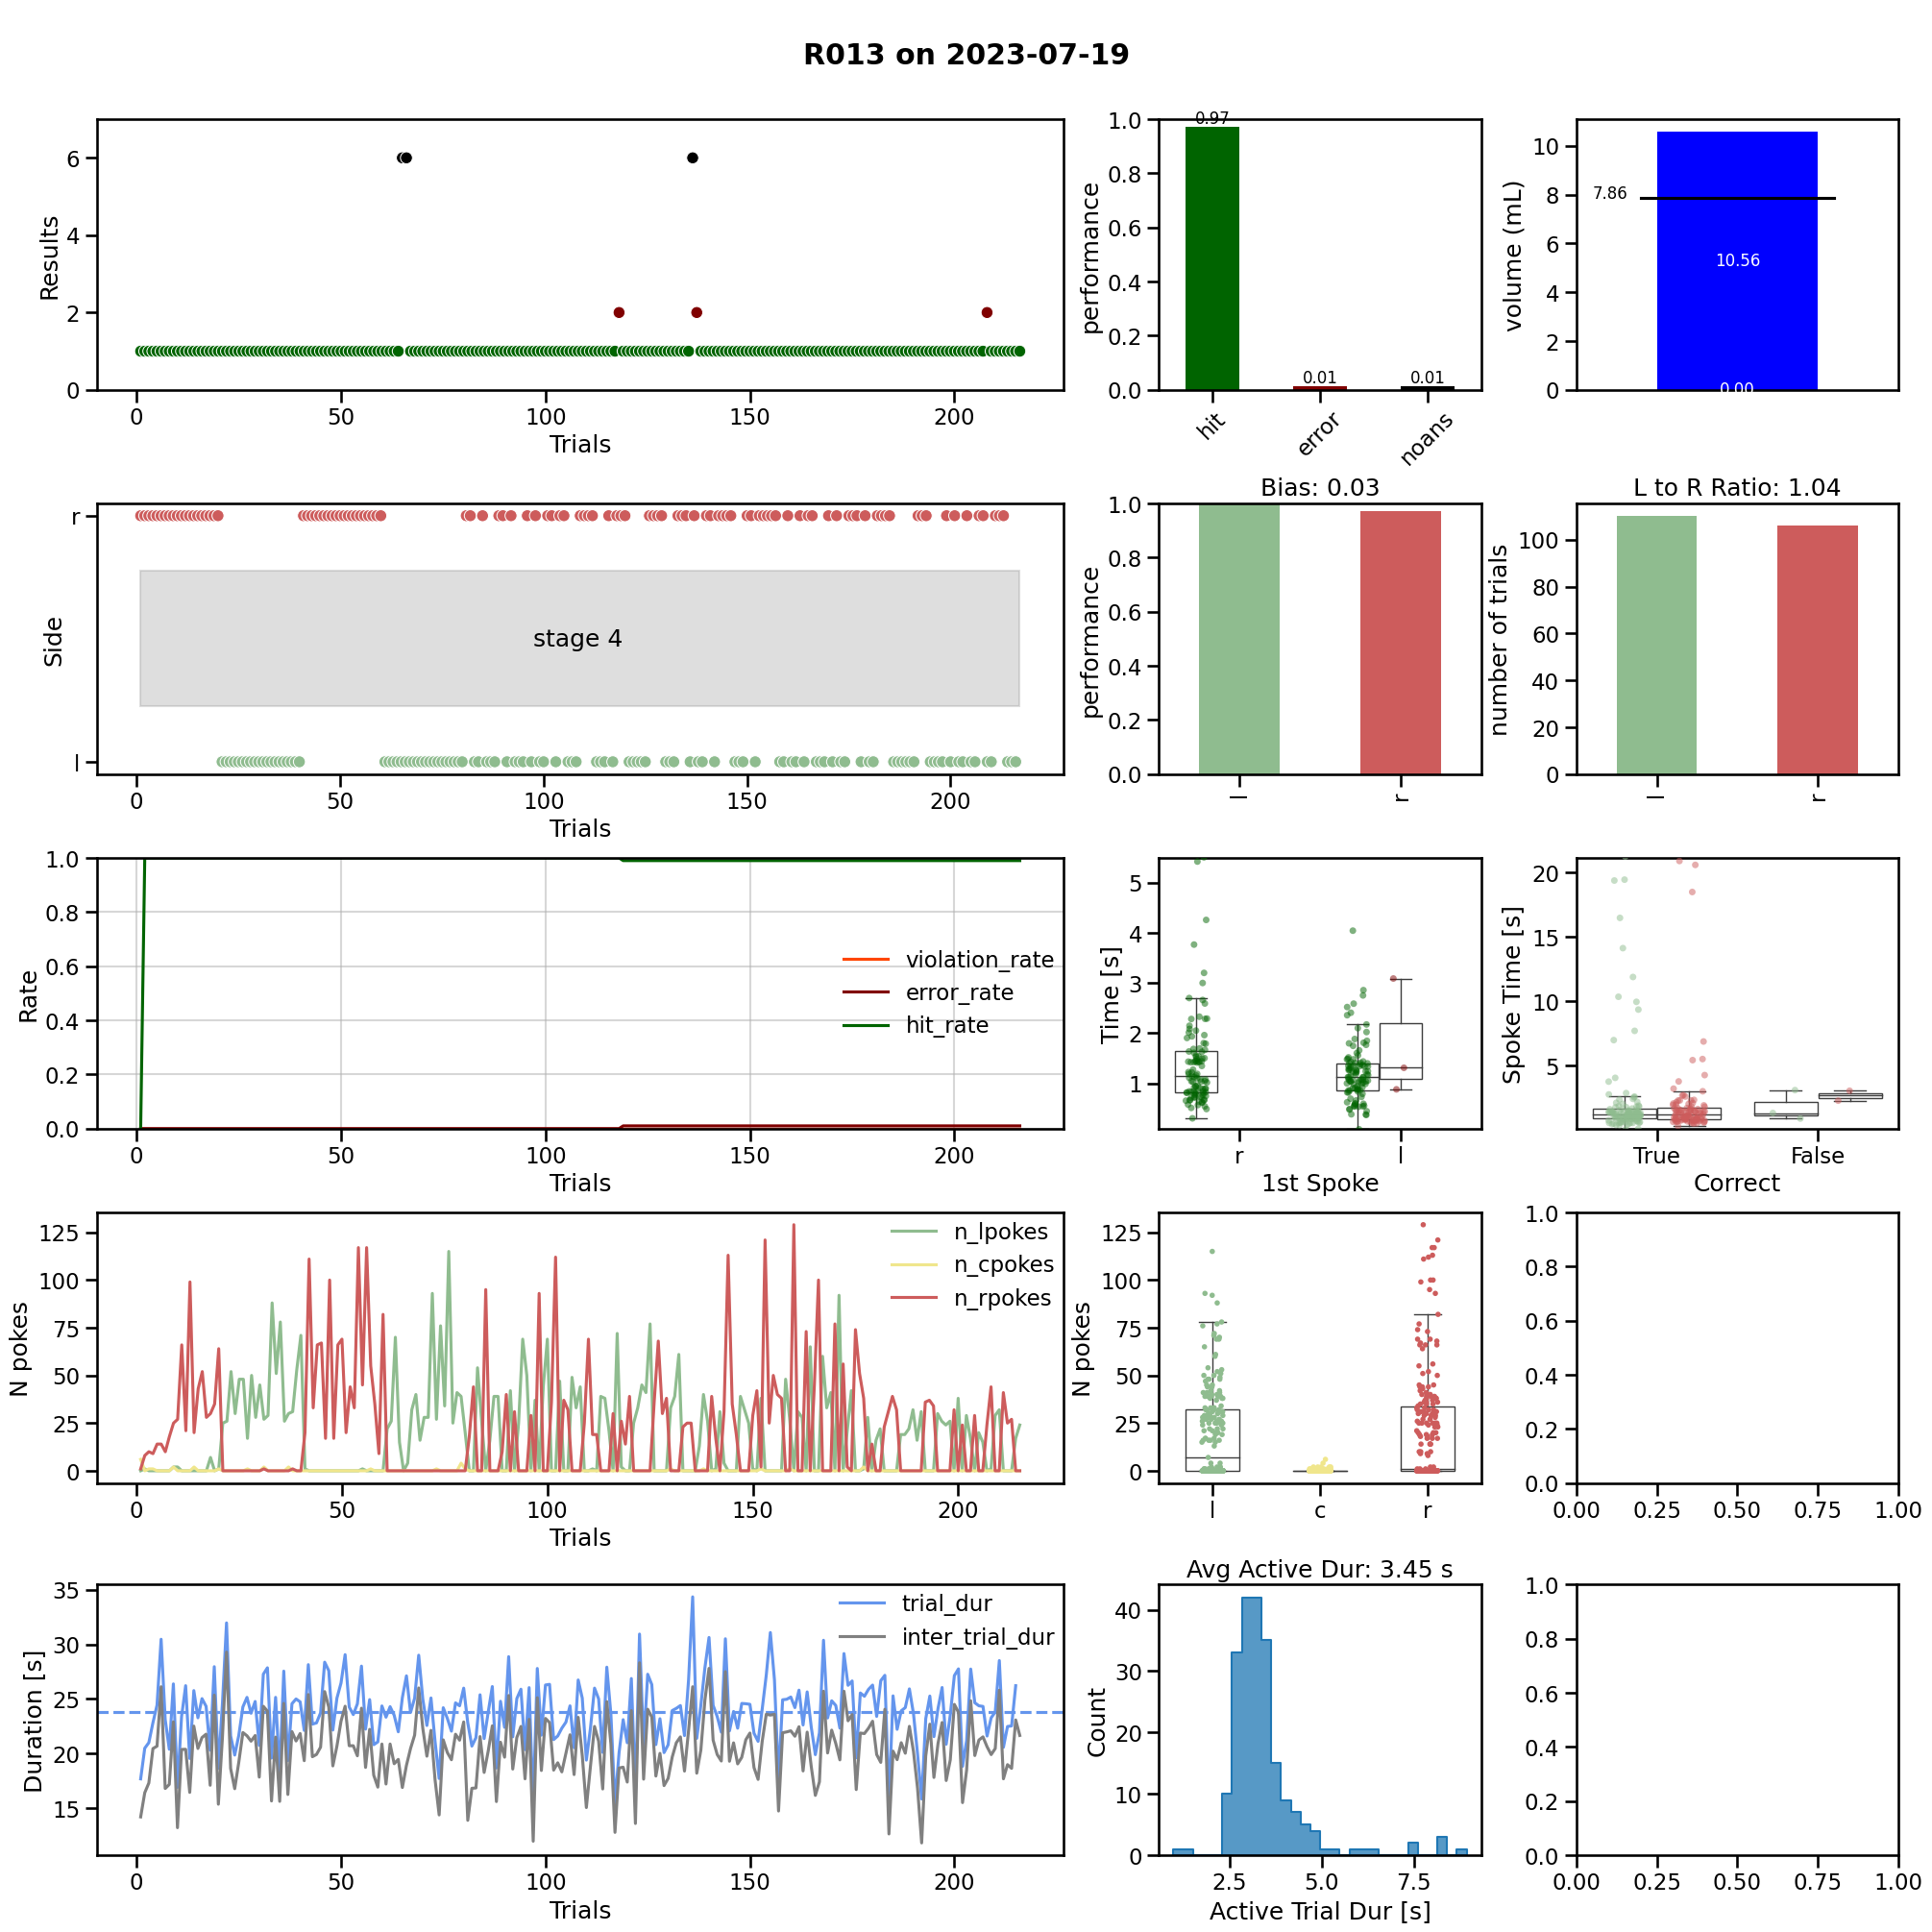 R013 on 2023-07-19
Results
6
4
2
0
0 50 100 150 200
Trials
performance
1.0
0.8
0.6
0.4
0.2
0.0
0.97
0.01
0.01
hit error noans
volume (mL)
10
8
6
4
2
0
7.86
10.56
0.00
Side
r
l
stage 4
0 50 100 150 200
Trials
Bias: 0.03
performance
1.0
0.8
0.6
0.4
0.2
0.0
l r
L to R Ratio: 1.04
number of trials
100
80
60
40
20
0
l r
Rate
1.0
0.8
0.6
0.4
0.2
0.0
violation_rate
error_rate
hit_rate
0 50 100 150 200
Trials
Time [s]
5
4
3
2
1
r l
1st Spoke
Spoke Time [s]
20
15
10
5
True False
Correct
N pokes
125
100
75
50
25
0
n_lpokes
n_cpokes
n_rpokes
0 50 100 150 200
Trials
N pokes
125
100
75
50
25
0
l c r
1.0
0.8
0.6
0.4
0.2
0.0
0.00 0.25 0.50 0.75 1.00
Duration [s]
35
30
25
20
15
trial_dur
inter_trial_dur
0 50 100 150 200
Trials
Avg Active Dur: 3.45 s
Count
40
30
20
10
0
2.5 5.0 7.5
Active Trial Dur [s]
1.0
0.8
0.6
0.4
0.2
0.0
0.00 0.25 0.50 0.75 1.00